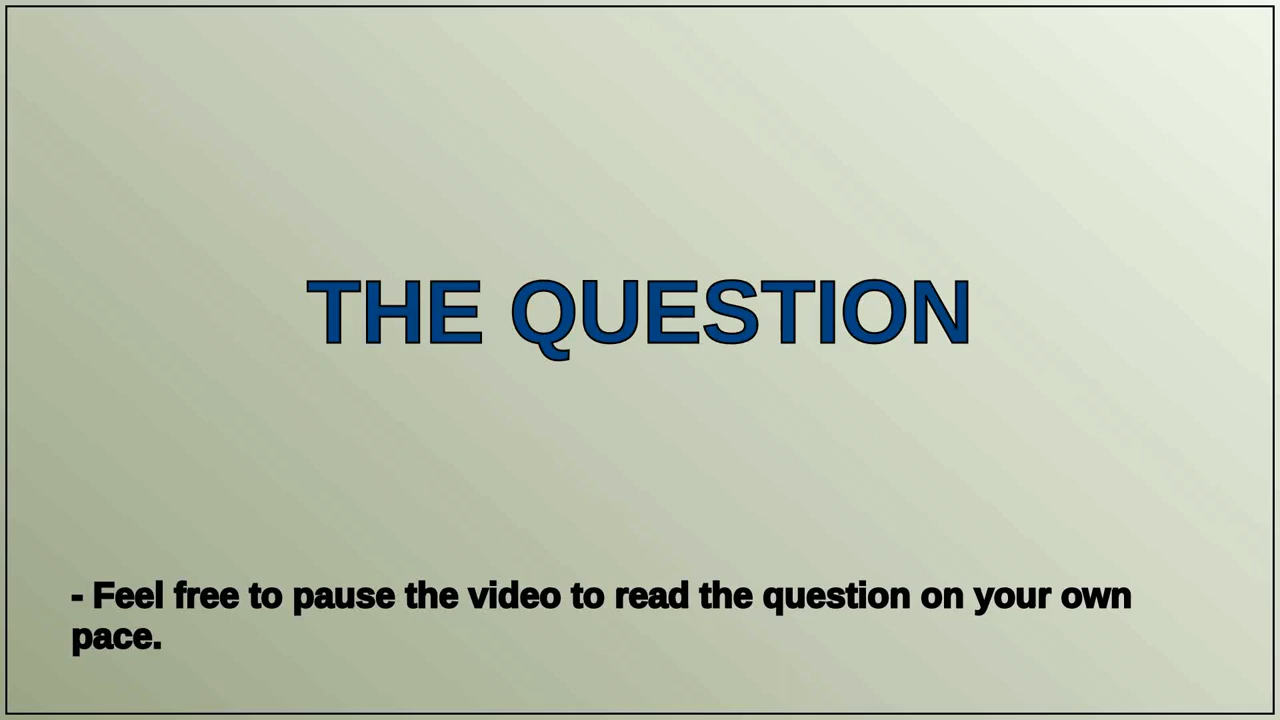 THE QUESTION
- Feel free to pause the video to read the question on your own
pace.